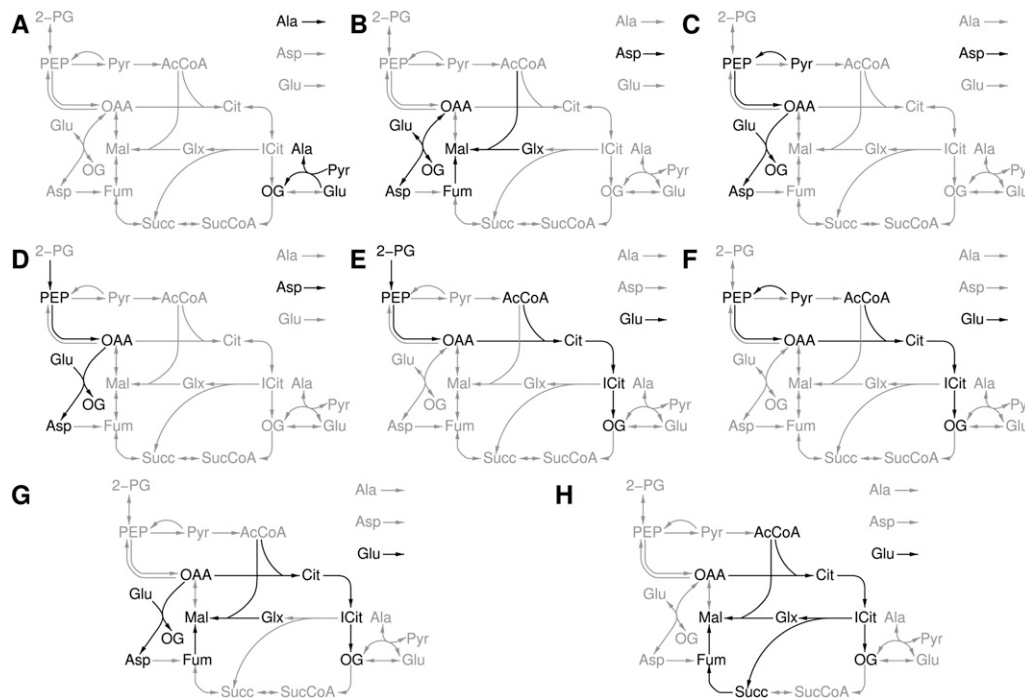 A 2–PG Ala B 2–PG Ala C 2–PG Ala
Asp Asp Asp
PEP Pyr AcCoA Glu PEP Pyr AcCoA Glu PEP Pyr AcCoA Glu
OAA Cit OAA Cit OAA Cit
Glu Glu Glu
Mal Glx ICit Ala Mal Glx ICit Ala Mal Glx ICit Ala
OG Pyr OG Pyr OG Pyr
Asp Fum OG Glu Asp Fum OG Glu Asp Fum OG Glu
Succ SucCoA Succ SucCoA Succ SucCoA
D 2–PG Ala E 2–PG Ala F 2–PG Ala
Asp Asp Asp
PEP Pyr AcCoA Glu PEP Pyr AcCoA Glu PEP Pyr AcCoA Glu
OAA Cit OAA Cit OAA Cit
Glu Glu Glu
Mal Glx ICit Ala Mal Glx ICit Ala Mal Glx ICit Ala
OG Pyr OG Pyr OG Pyr
Asp Fum OG Glu Asp Fum OG Glu Asp Fum OG Glu
Succ SucCoA Succ SucCoA Succ SucCoA
G 2–PG Ala H 2–PG Ala
Asp Asp
PEP Pyr AcCoA Glu PEP Pyr AcCoA Glu
OAA Cit OAA Cit
Glu Glu
Mal Glx ICit Ala Mal Glx ICit Ala
OG Pyr OG Pyr
Asp Fum OG Glu Asp Fum OG Glu
Succ SucCoA Succ SucCoA